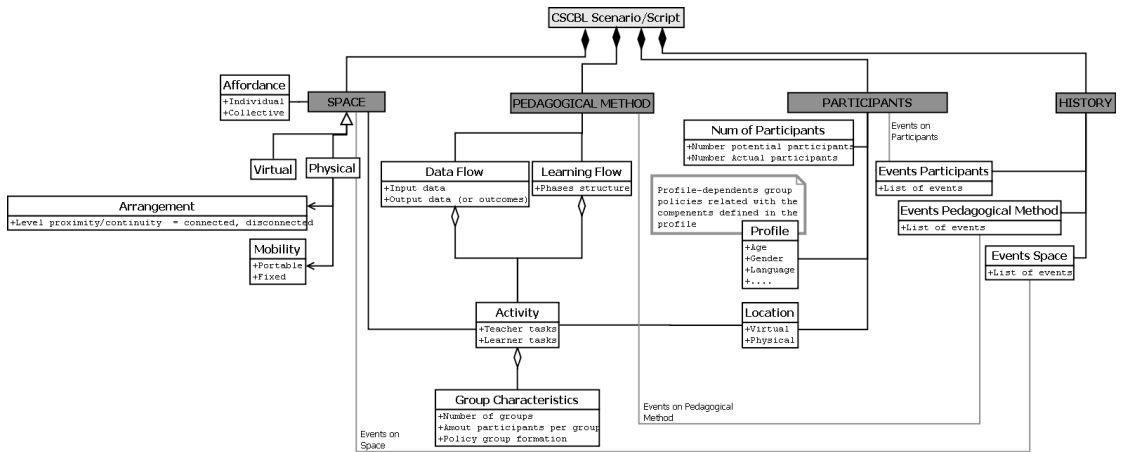 CSCBL Scenario/Script
SPACE
PEDAGOGICAL METHOD
PARTICIPANTS
HISTORY
Affordance
+Individual
+Collective
Virtual
Physical
Arrangement
+Level proximity/continuity = connected, disconnected
Mobility
+Portable
+Fixed
Data Flow
+Input data
+Output data (or outcomes)
Learning Flow
+Phases structure
Activity
+Teacher tasks
+Learner tasks
Group Characteristics
+Number of groups
+Amout participants per group
+Policy group formation
Num of Participants
+Number potential participants
+Number Actual participants
Profile-dependents group
policies related with the
compenents defined in the
profile
Profile
+Age
+Gender
+Language
+....
Location
+Virtual
+Physical
Events on
Participants
Events Participants
+List of events
Events Pedagogical Method
+List of events
Events Space
+List of events
Events on Pedagogical
Method
Events on
Space